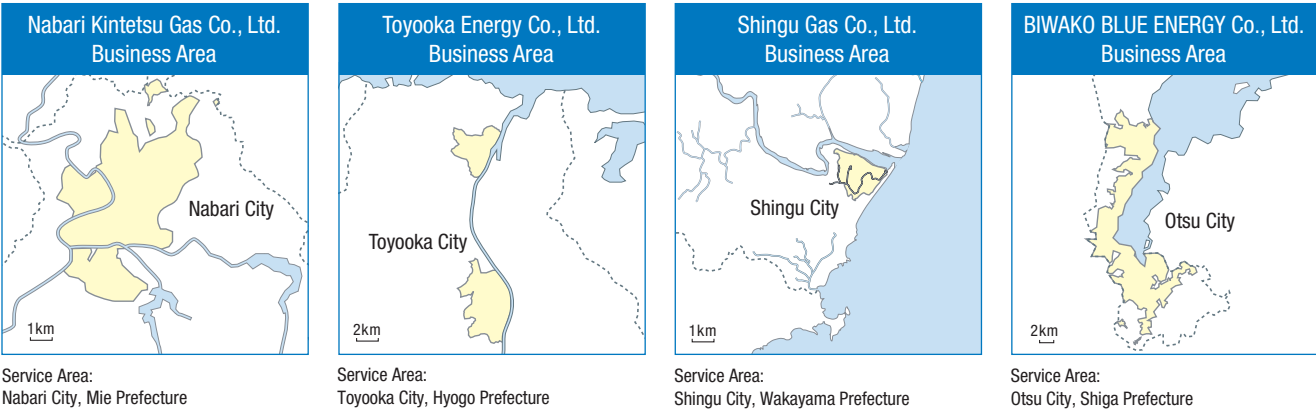 Nabari Kintetsu Gas Co., Ltd.
Business Area
Nabari City
1km
Service Area:
Nabari City, Mie Prefecture
Toyooka Energy Co., Ltd.
Business Area
Toyooka City
2km
Service Area:
Toyooka City, Hyogo Prefecture
Shingu Gas Co., Ltd.
Business Area
Shingu City
1km
Service Area:
Shingu City, Wakayama Prefecture
BIWAKO BLUE ENERGY Co., Ltd.
Business Area
Otsu City
2km
Service Area:
Otsu City, Shiga Prefecture